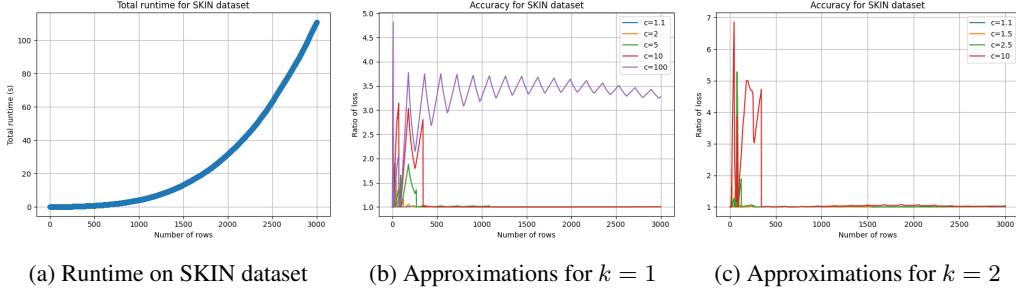 Total runtime for SKIN dataset
Total runtime (s)
100
80
60
40
20
0
0 500 1000 1500 2000 2500 3000
Number of rows
(a) Runtime on SKIN dataset
Accuracy for SKIN dataset
Ratio of loss
5.0
4.5
4.0
3.5
3.0
2.5
2.0
1.5
1.0
c=1.1
c=2
c=5
c=10
c=100
0 500 1000 1500 2000 2500 3000
Number of rows
(b) Approximations for k = 1
Accuracy for SKIN dataset
Ratio of loss
7
6
5
4
3
2
1
c=1.1
c=1.5
c=2.5
c=10
0 500 1000 1500 2000 2500 3000
Number of rows
(c) Approximations for k = 2